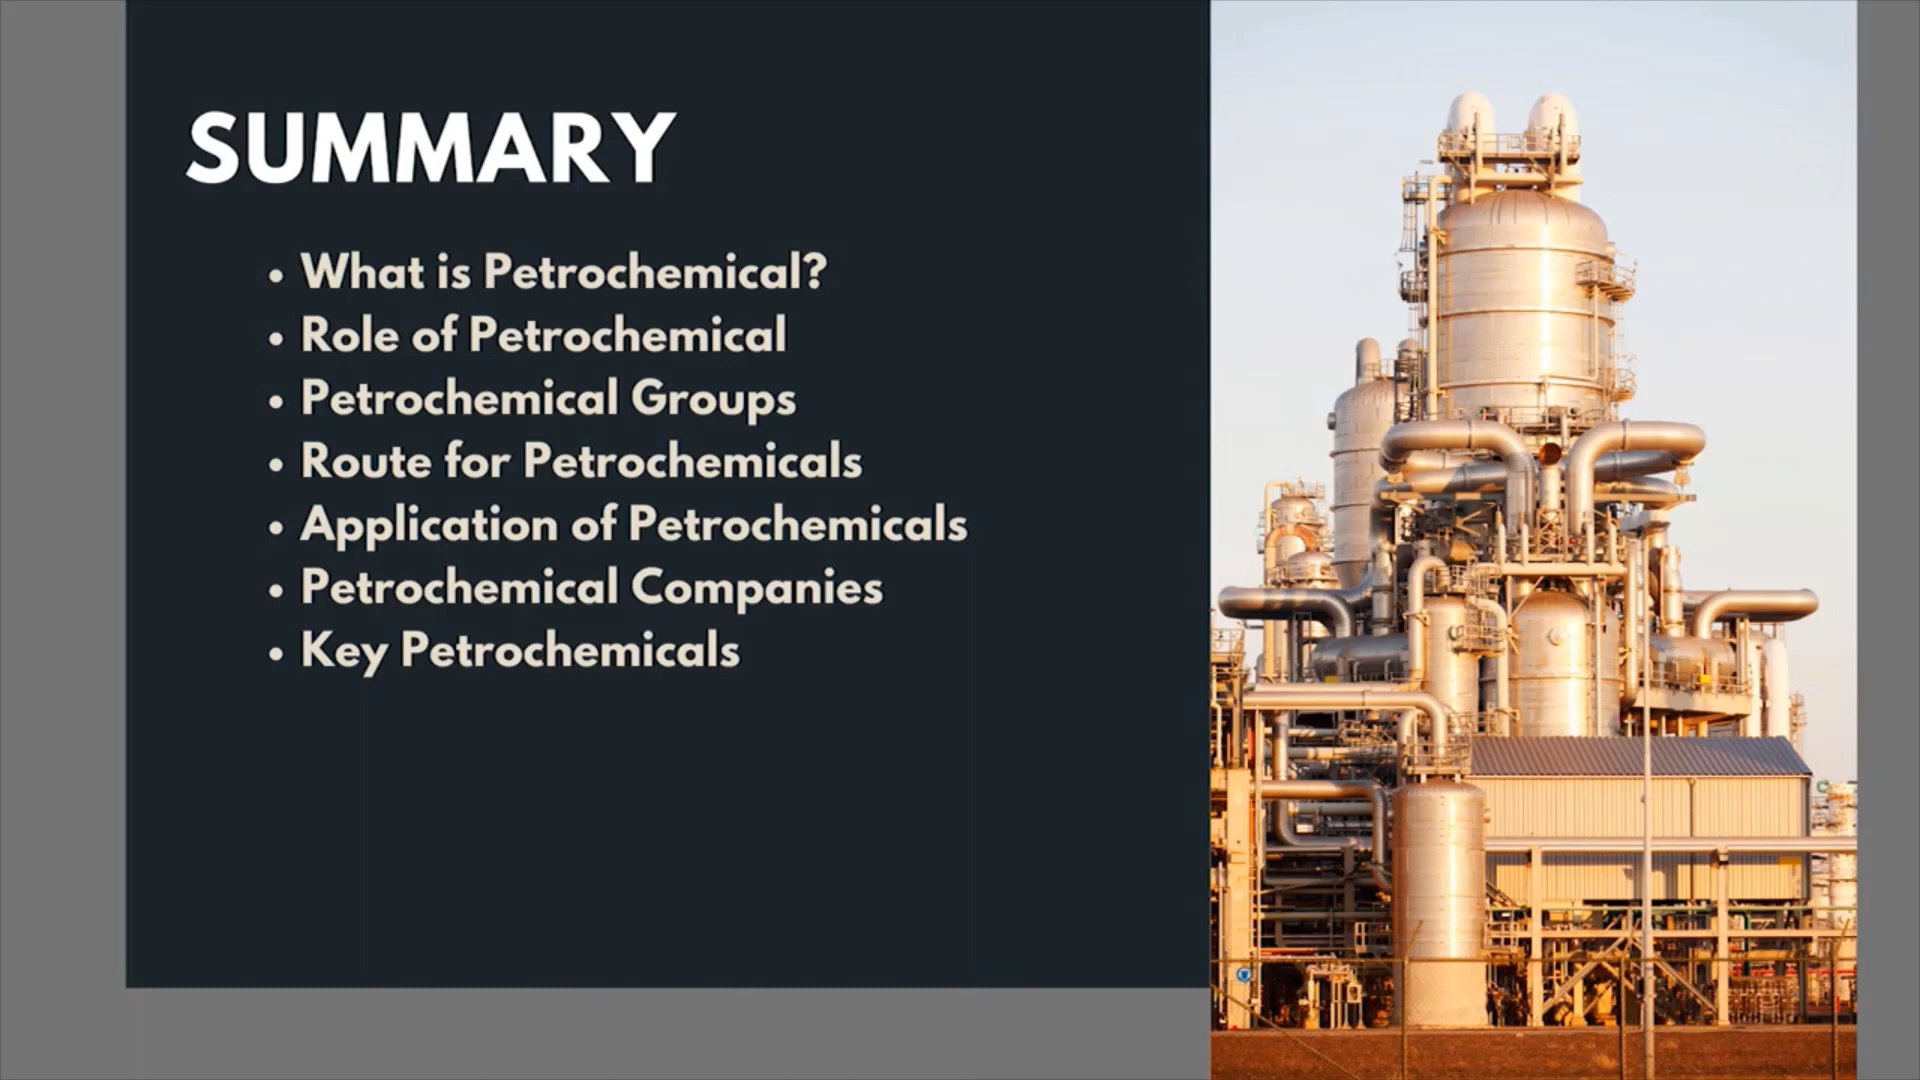 SUMMARY
• What is Petrochemical?
• Role of Petrochemical
• Petrochemical Groups
• Route for Petrochemicals
• Application of Petrochemicals
• Petrochemical Companies
• Key Petrochemicals